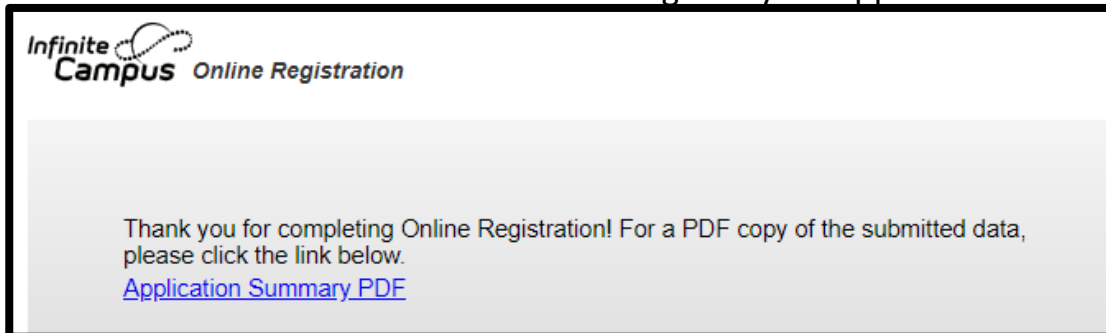 Infinite
Campus Online Registration
Thank you for completing Online Registration! For a PDF copy of the submitted data,
please click the link below.
Application Summary PDF